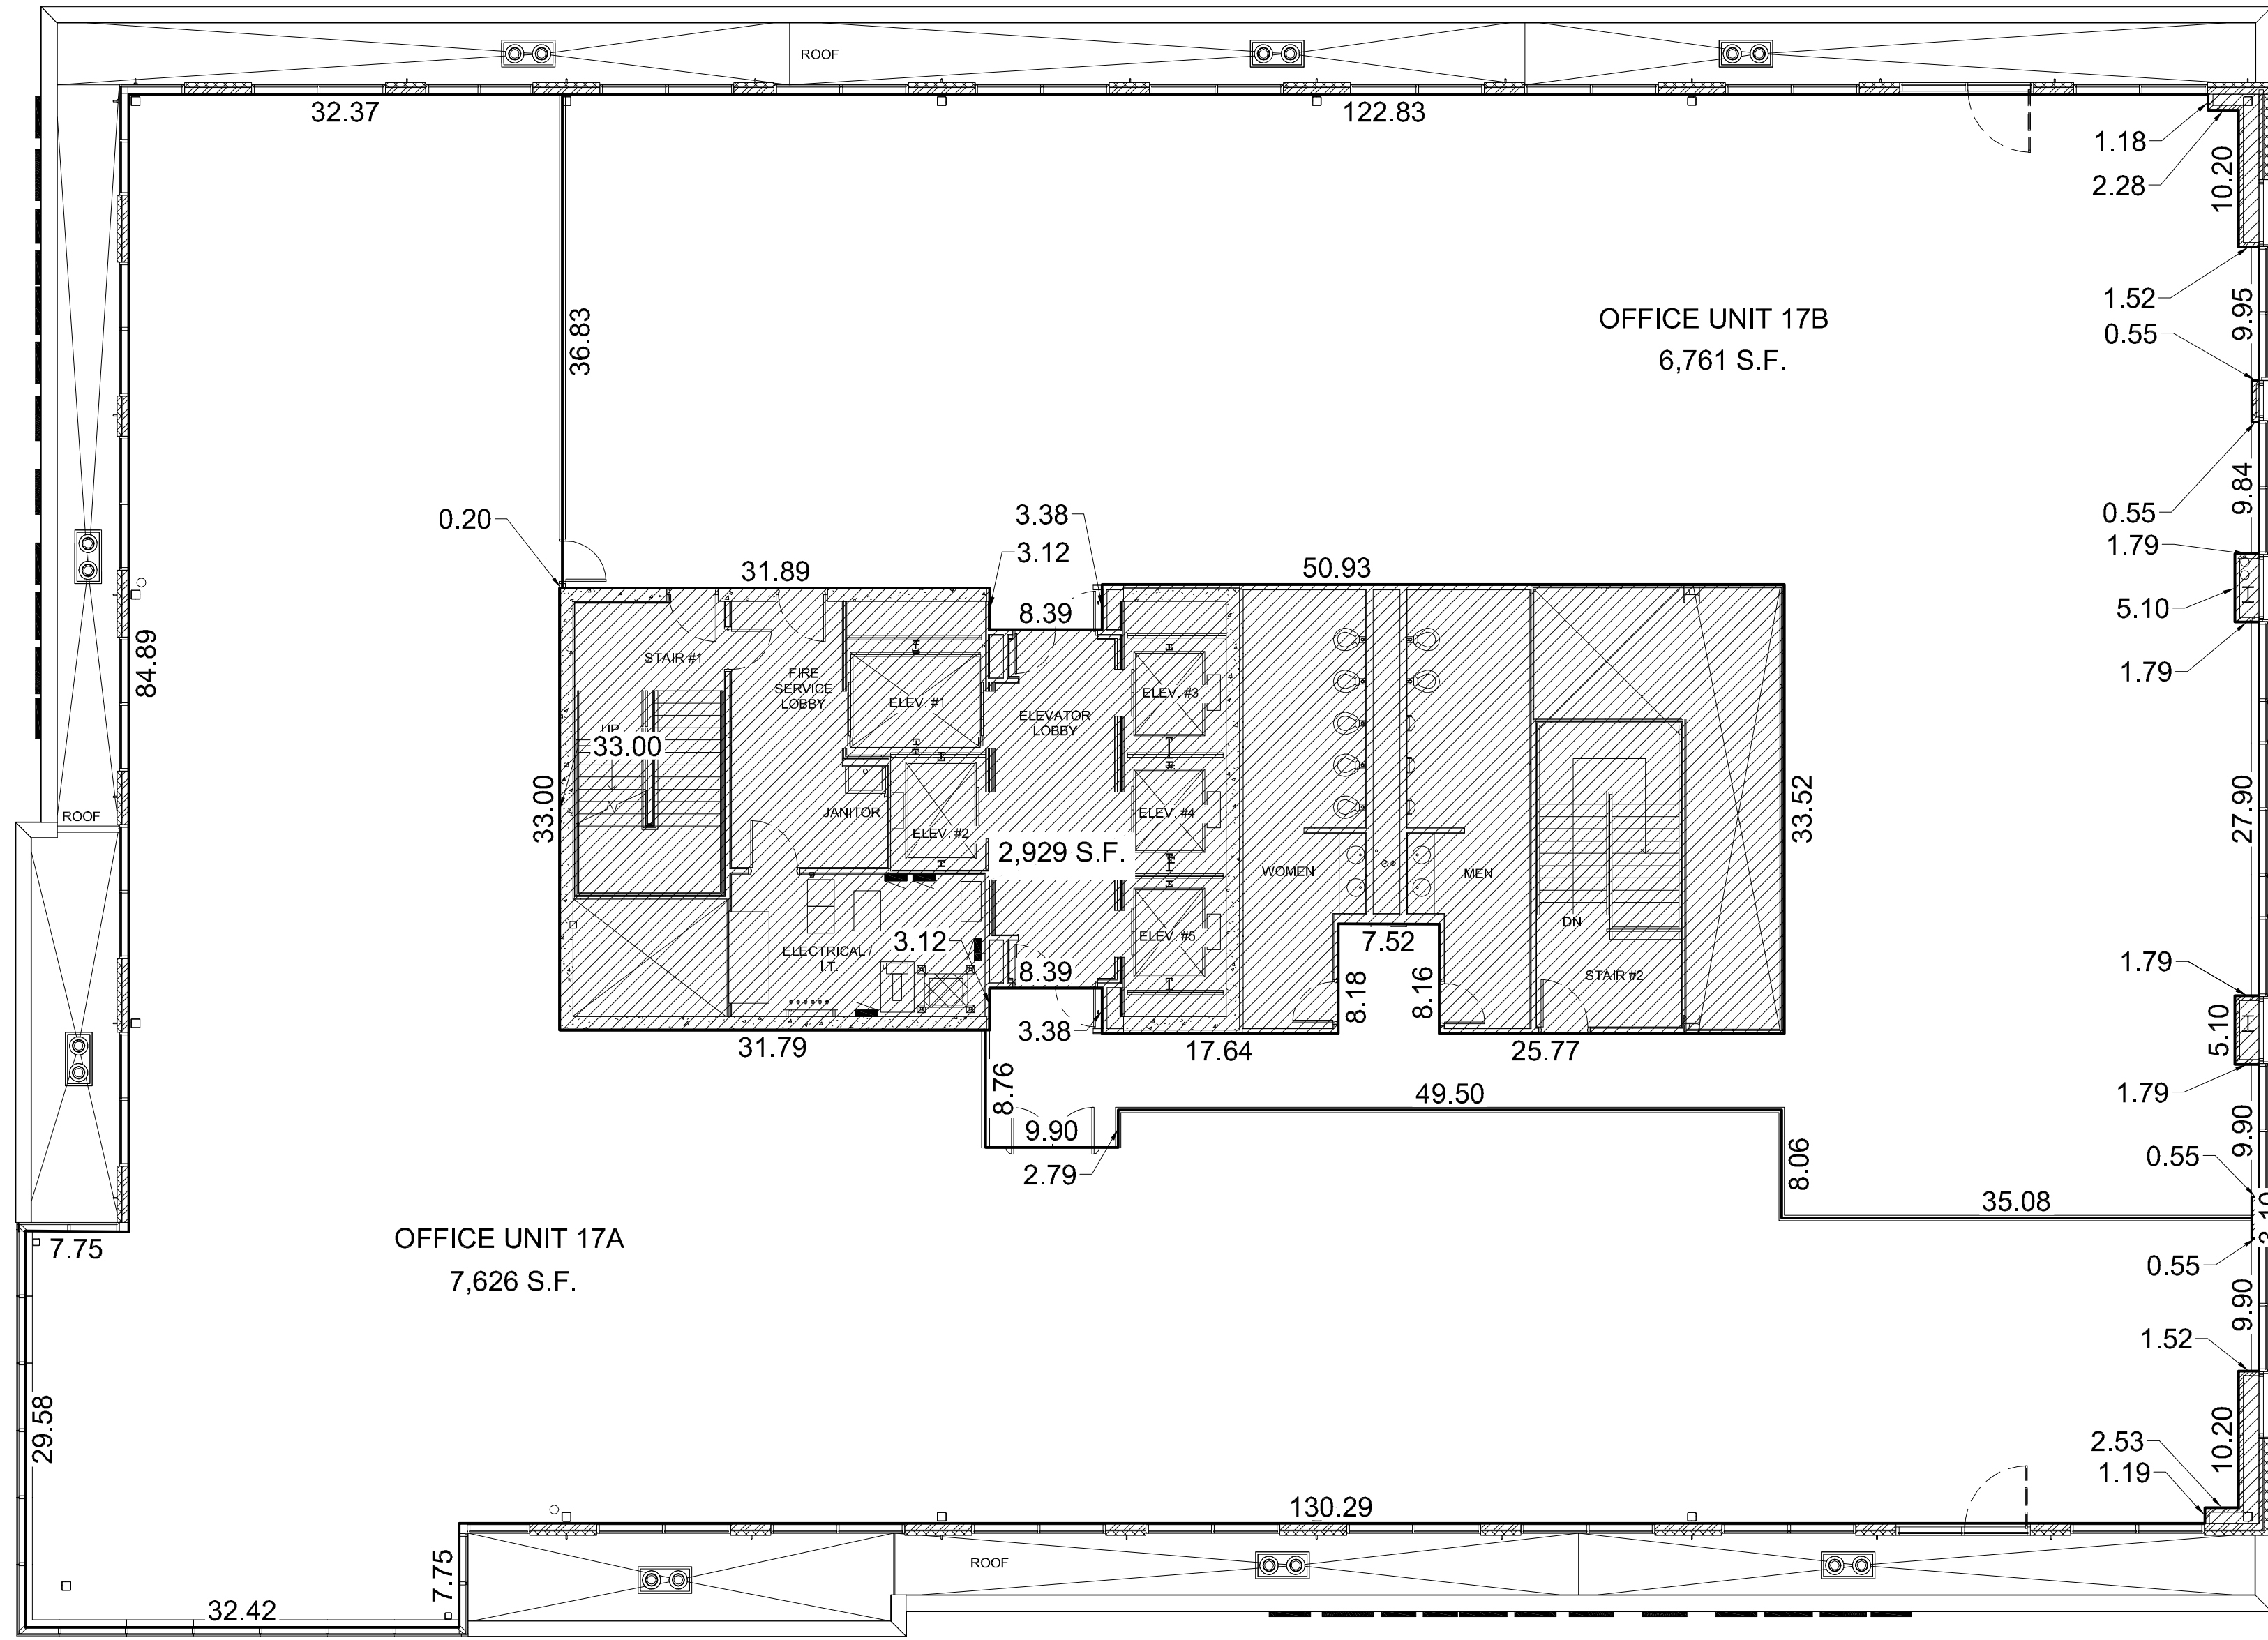 ROOF
32.37
122.83
1.18
2.28
10.20
1.52
9.95
0.55
OFFICE UNIT 17B
6,761 S.F.
36.83
9.84
0.55
1.79
5.10
1.79
0.20
3.38
3.12
31.89
50.93
8.39
84.89
STAIR #1
FIRE
SERVICE
LOBBY
ELEV. #1
ELEVATOR
LOBBY
ELEV. #3
UP
33.00
33.00
JANITOR
ELEV. #2
ELEV. #4
2,929 S.F.
WOMEN
MEN
33.52
27.90
ROOF
DN
ELEV. #5
7.52
3.12
ELECTRICAL /
I.T.
8.39
STAIR #2
8.18
8.16
1.79
5.10
1.79
3.38
31.79
17.64
25.77
8.76
49.50
9.90
2.79
8.06
35.08
9.90
0.55
3.10
0.55
9.90
1.52
OFFICE UNIT 17A
7,626 S.F.
7.75
29.58
10.20
2.53
1.19
130.29
7.75
32.42
ROOF